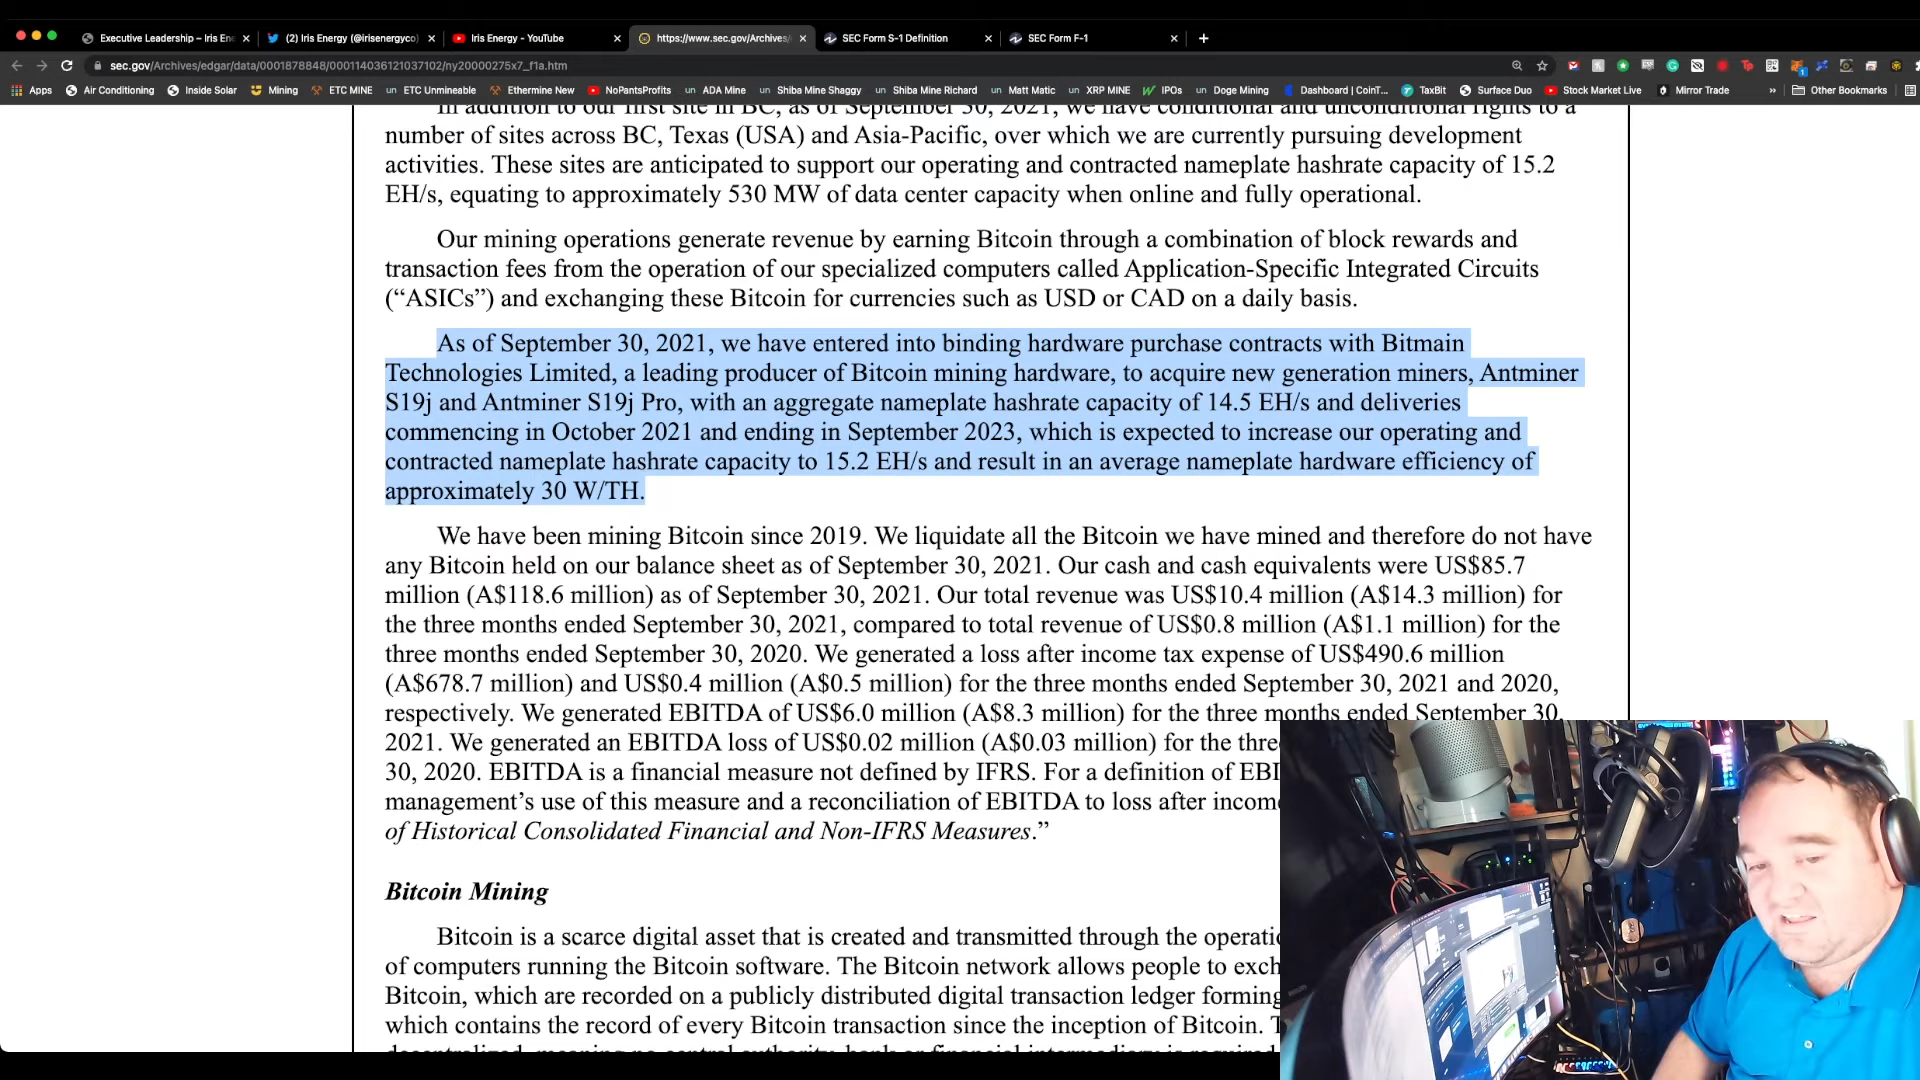 Executive Leadership – Iris Ene
(2) Iris Energy (@irisenergyco)
Iris Energy - YouTube
https://www.sec.gov/Archives/
SEC Form S-1 Definition
SEC Form F-1
sec.gov/Archives/edgar/data/0001878848/000114036121037102/ny20000275x7_f1a.htm
Apps
Air Conditioning
Inside Solar
Mining
ETC MINE
ETC Unmineable
Ethermine New
NoPantsProfits
ADA Mine
Shiba Mine Shaggy
Shiba Mine Richard
Matt Matic
XRP MINE
IPOs
Doge Mining
Dashboard | CoinT...
TaxBit
Surface Duo
Stock Market Live
Mirror Trade
Other Bookmarks
In addition to our first site in BC, as of September 30, 2021, we have conditional and unconditional rights to a
number of sites across BC, Texas (USA) and Asia-Pacific, over which we are currently pursuing development
activities. These sites are anticipated to support our operating and contracted nameplate hashrate capacity of 15.2
EH/s, equating to approximately 530 MW of data center capacity when online and fully operational.
Our mining operations generate revenue by earning Bitcoin through a combination of block rewards and
transaction fees from the operation of our specialized computers called Application-Specific Integrated Circuits
(“ASICs”) and exchanging these Bitcoin for currencies such as USD or CAD on a daily basis.
As of September 30, 2021, we have entered into binding hardware purchase contracts with Bitmain
Technologies Limited, a leading producer of Bitcoin mining hardware, to acquire new generation miners, Antminer
S19j and Antminer S19j Pro, with an aggregate nameplate hashrate capacity of 14.5 EH/s and deliveries
commencing in October 2021 and ending in September 2023, which is expected to increase our operating and
contracted nameplate hashrate capacity to 15.2 EH/s and result in an average nameplate hardware efficiency of
approximately 30 W/TH.
We have been mining Bitcoin since 2019. We liquidate all the Bitcoin we have mined and therefore do not have
any Bitcoin held on our balance sheet as of September 30, 2021. Our cash and cash equivalents were US$85.7
million (A$118.6 million) as of September 30, 2021. Our total revenue was US$10.4 million (A$14.3 million) for
the three months ended September 30, 2021, compared to total revenue of US$0.8 million (A$1.1 million) for the
three months ended September 30, 2020. We generated a loss after income tax expense of US$490.6 million
(A$678.7 million) and US$0.4 million (A$0.5 million) for the three months ended September 30, 2021 and 2020,
respectively. We generated EBITDA of US$6.0 million (A$8.3 million) for the three months ended September 30,
2021. We generated an EBITDA loss of US$0.02 million (A$0.03 million) for the thre
30, 2020. EBITDA is a financial measure not defined by IFRS. For a definition of EBI
management’s use of this measure and a reconciliation of EBITDA to loss after incom
of Historical Consolidated Financial and Non-IFRS Measures.”
Bitcoin Mining
Bitcoin is a scarce digital asset that is created and transmitted through the operati
of computers running the Bitcoin software. The Bitcoin network allows people to exch
Bitcoin, which are recorded on a publicly distributed digital transaction ledger forming
which contains the record of every Bitcoin transaction since the inception of Bitcoin. T